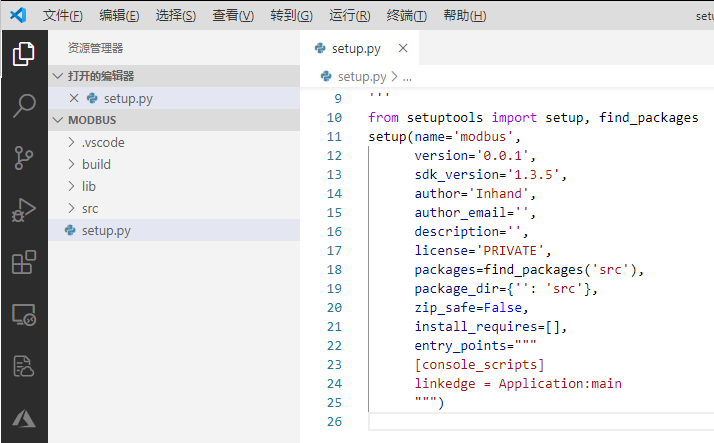 文件(F) 编辑(E) 选择(S) 查看(V) 转到(G) 运行(R) 终端(T) 帮助(H) setu
资源管理器
打开的编辑器
setup.py
MODBUS
.vscode
build
lib
src
setup.py
setup.py
setup.py > ...
9 '''
10 from setuptools import setup, find_packages
11 setup(name='modbus',
12 version='0.0.1',
13 sdk_version='1.3.5',
14 author='Inhand',
15 author_email='',
16 description='',
17 license='PRIVATE',
18 packages=find_packages('src'),
19 package_dir={'': 'src'},
20 zip_safe=False,
21 install_requires=[],
22 entry_points="""
23 [console_scripts]
24 linkedge = Application:main
25 """)
26